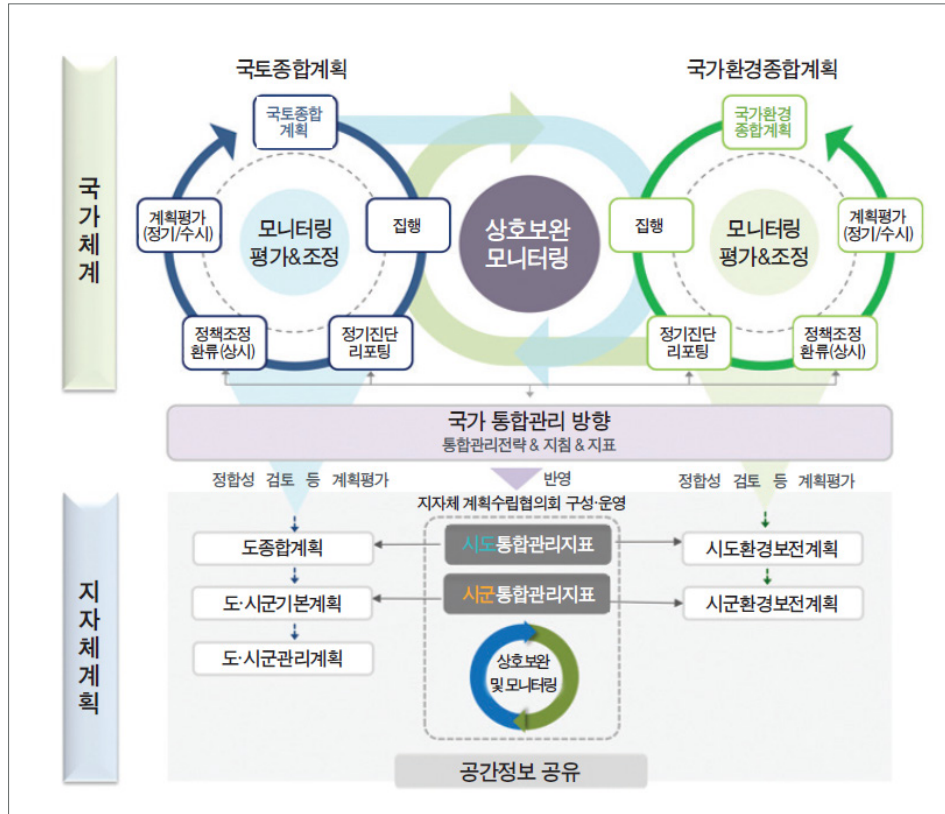 국가체계
국토종합계획
국가환경종합계획
국토종합
계획
집행
정기진단
리포팅
정책조정
환류(상시)
계획평가
(정기/수시)
모니터링
평가&조정
상호보완
모니터링
국가환경
종합계획
집행
정기진단
리포팅
정책조정
환류(상시)
계획평가
(정기/수시)
모니터링
평가&조정
국가 통합관리 방향
통합관리전략 & 지침 & 지표
정합성 검토 등 계획평가
반영
정합성 검토 등 계획평가
지자체계획
지자체 계획수립협의회 구성·운영
도종합계획
시도통합관리지표
시도환경보전계획
도·시군기본계획
시군통합관리지표
시군환경보전계획
도·시군관리계획
상호보완
및 모니터링
공간정보 공유